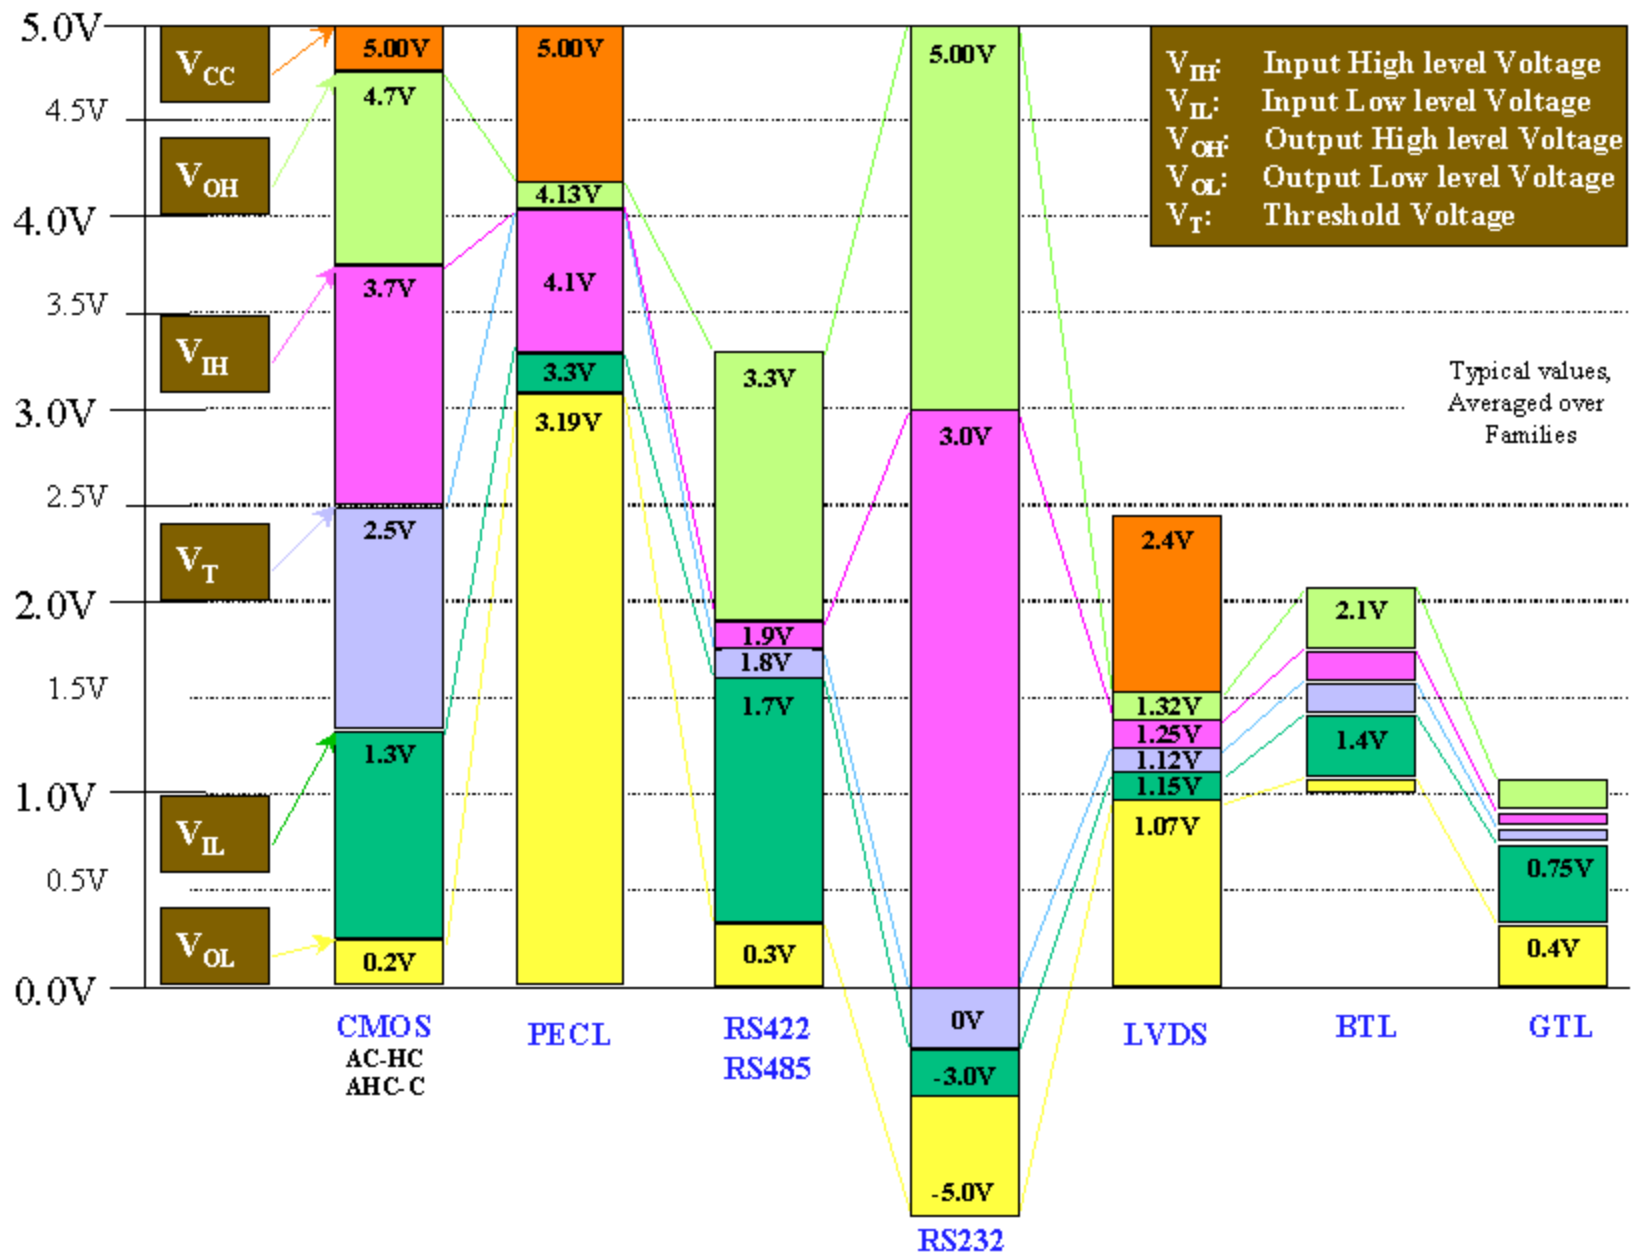 5.0V
4.5V
4.0V
3.5V
3.0V
2.5V
2.0V
1.5V
1.0V
0.5V
0.0V
VCC
VOH
VIH
VT
VIL
VOL
5.00V
4.7V
3.7V
2.5V
1.3V
0.2V
CMOS
AC-HC
AHC-C
5.00V
4.13V
4.1V
3.3V
3.19V
PECL
3.3V
1.9V
1.8V
1.7V
0.3V
RS422
RS485
5.00V
3.0V
0V
-3.0V
-5.0V
RS232
2.4V
1.32V
1.25V
1.12V
1.15V
1.07V
LVDS
2.1V
1.4V
BTL
0.75V
0.4V
GTL
VIH: Input High level Voltage
VIL: Input Low level Voltage
VOH: Output High level Voltage
VOL: Output Low level Voltage
VT: Threshold Voltage
Typical values,
Averaged over
Families